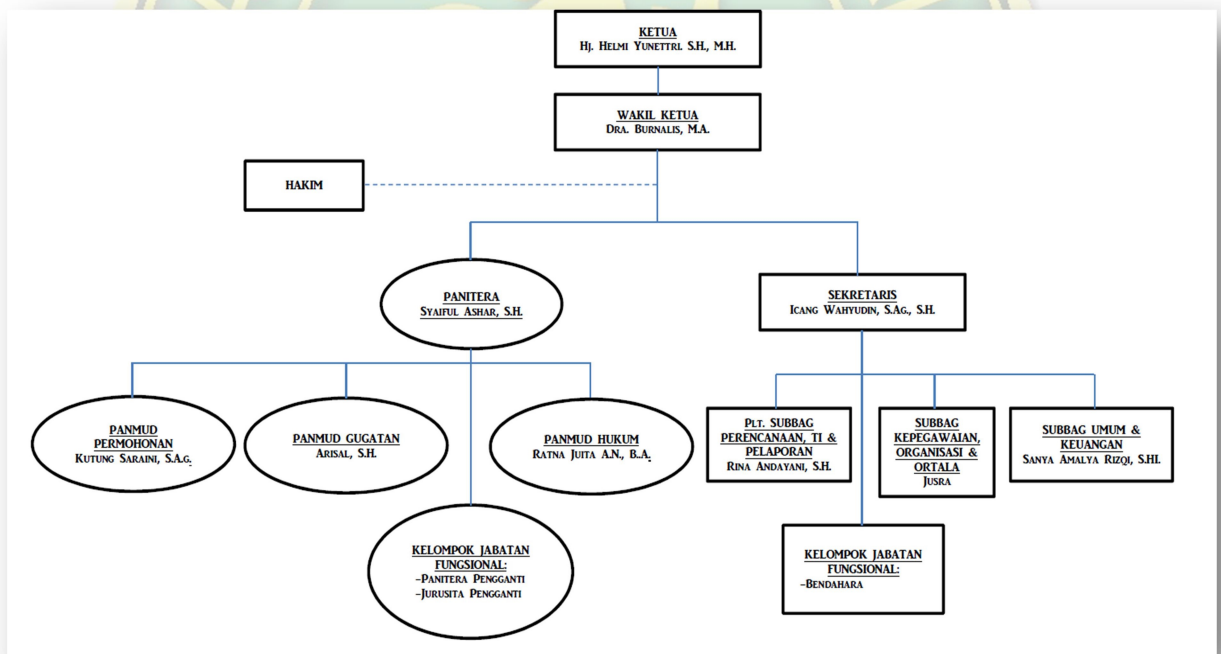 KETUA
HJ. HELMI YUNETTRI. S.H., M.H.
WAKIL KETUA
DRA. BURNALIS, M.A.
HAKIM
PANITERA
SYAIFUL ASHAR, S.H.
SEKRETARIS
ICANG WAHYUDIN, S.AG., S.H.
PANMUD
PERMOHONAN
KUTUNG SARAINI, S.A.G.
PANMUD GUGATAN
ARISAL, S.H.
PANMUD HUKUM
RATNA JUITA A.N., B..A.
PLT. SUBBAG
PERENCANAAN, TI &
PELAPORAN
RINA ANDAYANI, S.H.
SUBBAG
KEPEGAWAIAN,
ORGANISASI &
ORTALA
JUSRA
SUBBAG UMUM &
KEUANGAN
SANYA AMALYA RIZQI, S.HI.
KELOMPOK JABATAN
FUNGSIONAL:
-PANITERA PENGGANTI
-JURUSITA PENGGANTI
KELOMPOK JABATAN
FUNGSIONAL:
-BENDAHARA